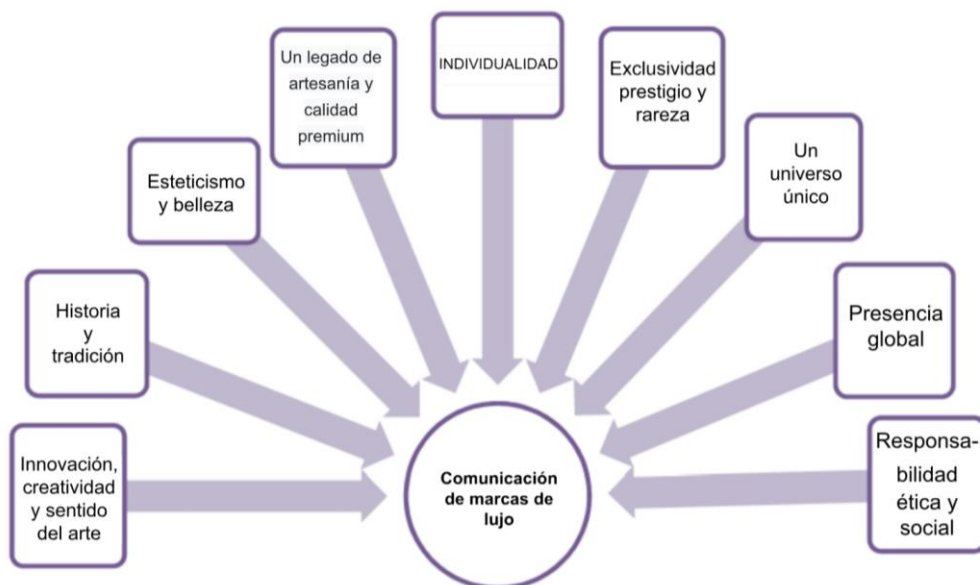 Un legado de
artesanía y
calidad
premium
INDIVIDUALIDAD
Exclusividad
prestigio y
rareza
Esteticismo
y belleza
Un
universo
único
Historia
y
tradición
Presencia
global
Innovación,
creatividad
y sentido
del arte
Comunicación
de marcas de
lujo
Responsa-
bilidad
ética y
social